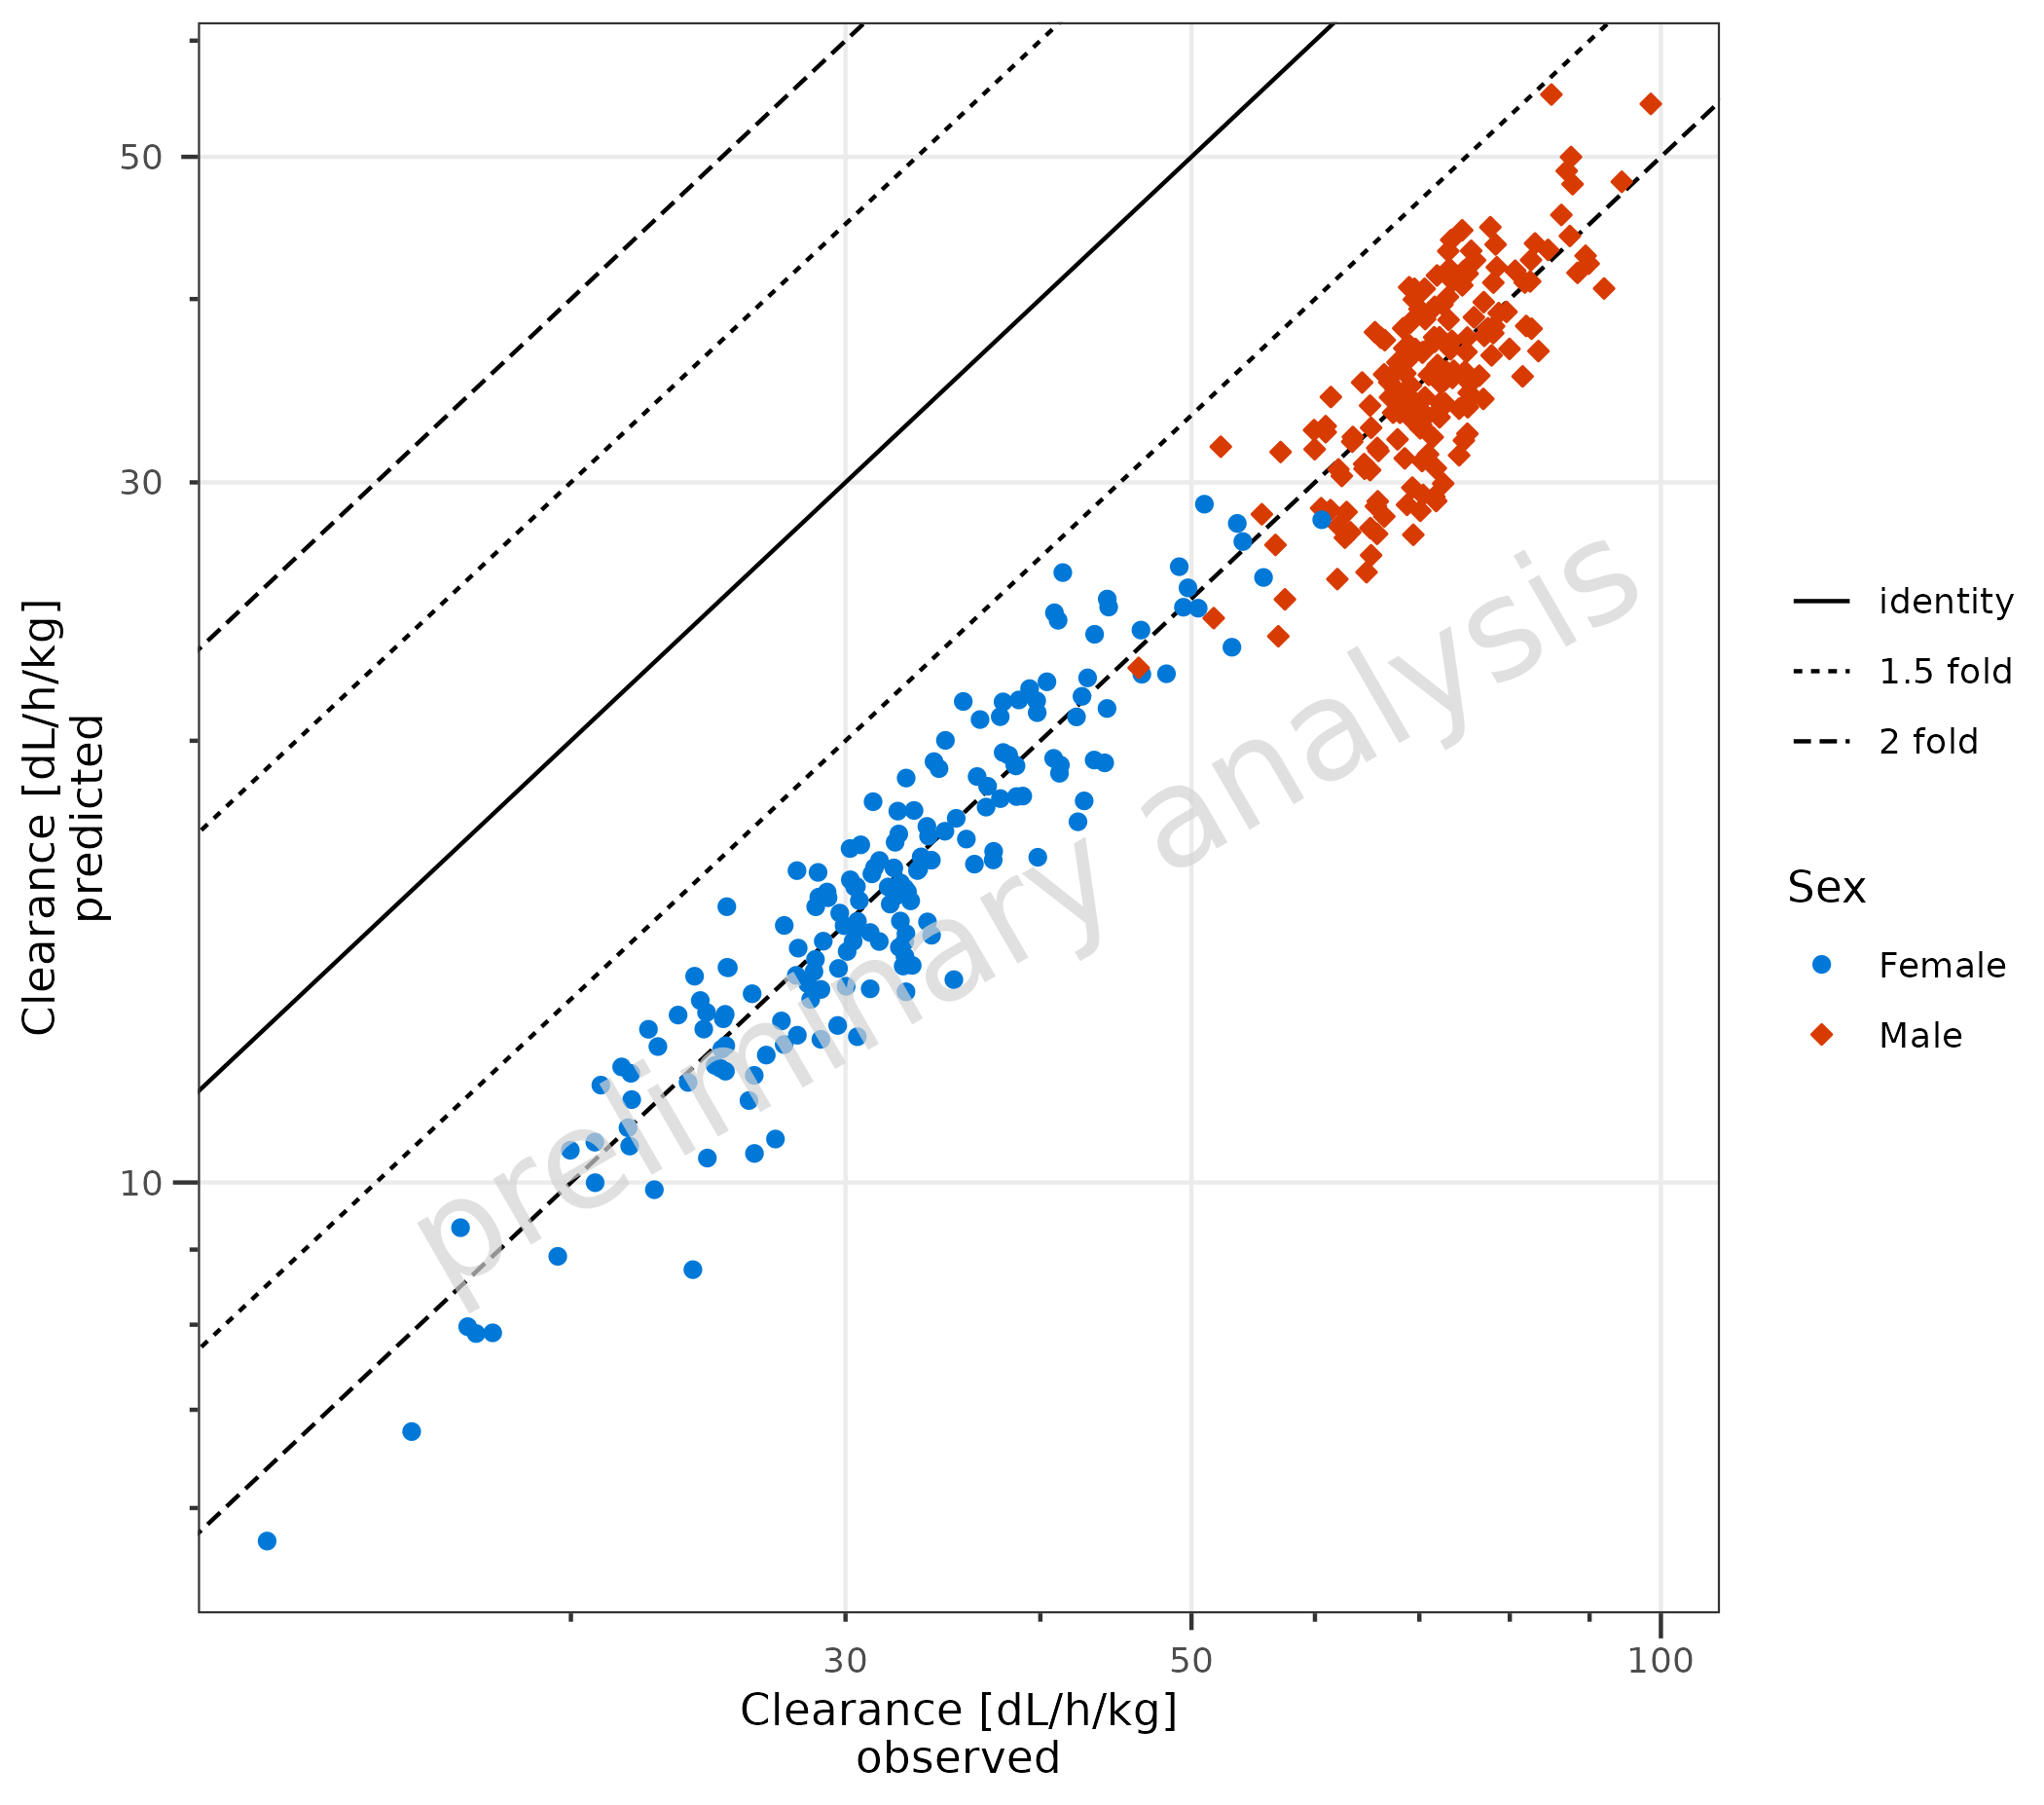 50
30
10
Clearance [dL/h/kg]
predicted
preliminary analysis
30
50
100
Clearance [dL/h/kg]
observed
identity
1.5 fold
2 fold
Sex
Female
Male